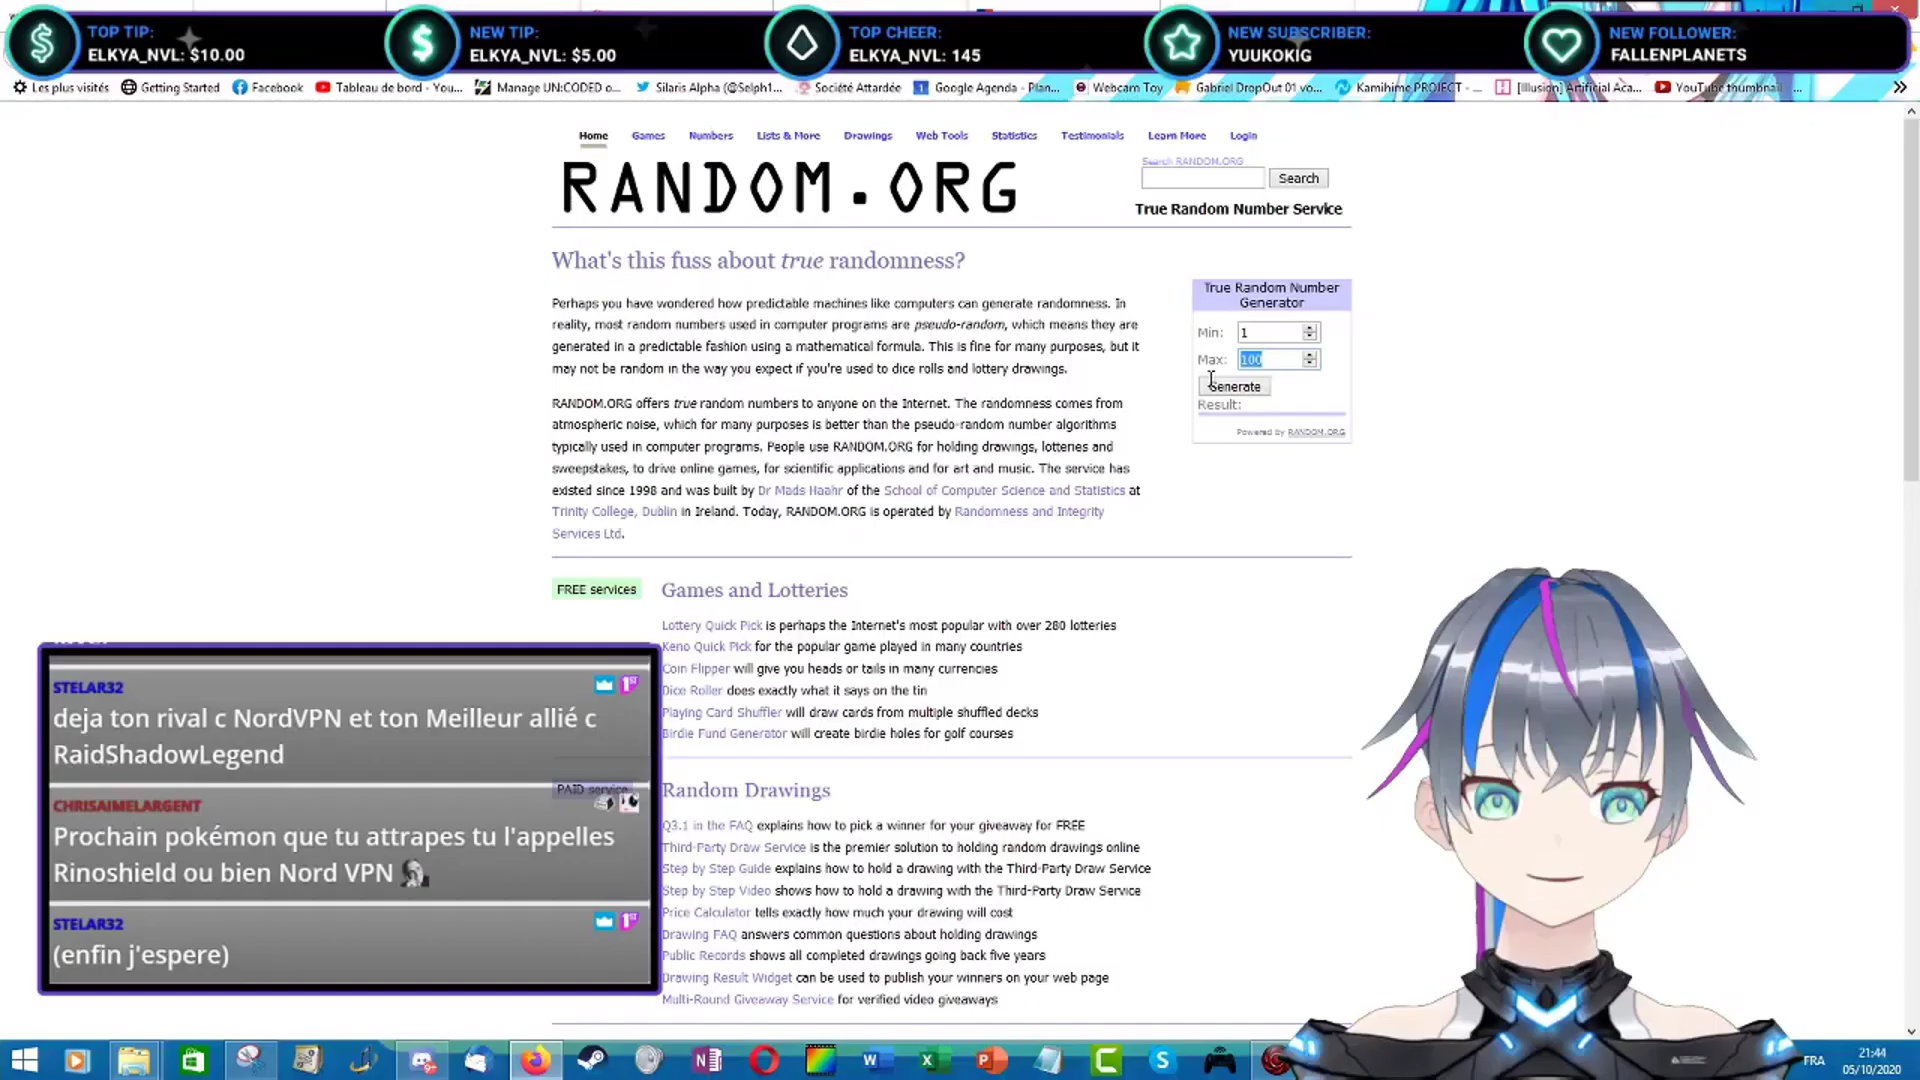 TOP TIP:
ELKYA_NVL: $10.00
NEW TIP:
ELKYA_NVL: $5.00
TOP CHEER:
ELKYA_NVL: 145
NEW SUBSCRIBER:
YUUKOKIG
NEW FOLLOWER:
FALLENPLANETS
Les plus visités
Getting Started
Facebook
Tableau de bord - You...
Manage UN:CODED o...
Silaris Alpha (@Selph1...
Société Attardée
Google Agenda - Plan...
Webcam Toy
Gabriel DropOut 01 vo...
Kamihime PROJECT - ...
[Illusion] Artificial Aca...
YouTube thumbnail ...
Home Games Numbers Lists & More Drawings Web Tools Statistics Testimonials Learn More Login
RANDOM.ORG
Search RANDOM.ORG
Search
True Random Number Service
What's this fuss about true randomness?
Perhaps you have wondered how predictable machines like computers can generate randomness. In
reality, most random numbers used in computer programs are pseudo-random, which means they are
generated in a predictable fashion using a mathematical formula. This is fine for many purposes, but it
may not be random in the way you expect if you're used to dice rolls and lottery drawings.
RANDOM.ORG offers true random numbers to anyone on the Internet. The randomness comes from
atmospheric noise, which for many purposes is better than the pseudo-random number algorithms
typically used in computer programs. People use RANDOM.ORG for holding drawings, lotteries and
sweepstakes, to drive online games, for scientific applications and for art and music. The service has
existed since 1998 and was built by Dr Mads Haahr of the School of Computer Science and Statistics at
Trinity College, Dublin in Ireland. Today, RANDOM.ORG is operated by Randomness and Integrity
Services Ltd.
True Random Number
Generator
Min: 1
Max: 100
Generate
Result:
Powered by RANDOM.ORG
FREE services
Games and Lotteries
Lottery Quick Pick is perhaps the Internet's most popular with over 280 lotteries
Keno Quick Pick for the popular game played in many countries
Coin Flipper will give you heads or tails in many currencies
Dice Roller does exactly what it says on the tin
Playing Card Shuffler will draw cards from multiple shuffled decks
Birdie Fund Generator will create birdie holes for golf courses
PAID service
Random Drawings
Q3.1 in the FAQ explains how to pick a winner for your giveaway for FREE
Third-Party Draw Service is the premier solution to holding random drawings online
Step by Step Guide explains how to hold a drawing with the Third-Party Draw Service
Step by Step Video shows how to hold a drawing with the Third-Party Draw Service
Price Calculator tells exactly how much your drawing will cost
Drawing FAQ answers common questions about holding drawings
Public Records shows all completed drawings going back five years
Drawing Result Widget can be used to publish your winners on your web page
Multi-Round Giveaway Service for verified video giveaways
STELAR32
deja ton rival c NordVPN et ton Meilleur allié c
RaidShadowLegend
CHRISAIMELARGENT
Prochain pokémon que tu attrapes tu l'appelles
Rinoshield ou bien Nord VPN
STELAR32
(enfin j'espere)
FRA
21:44
05/10/2020